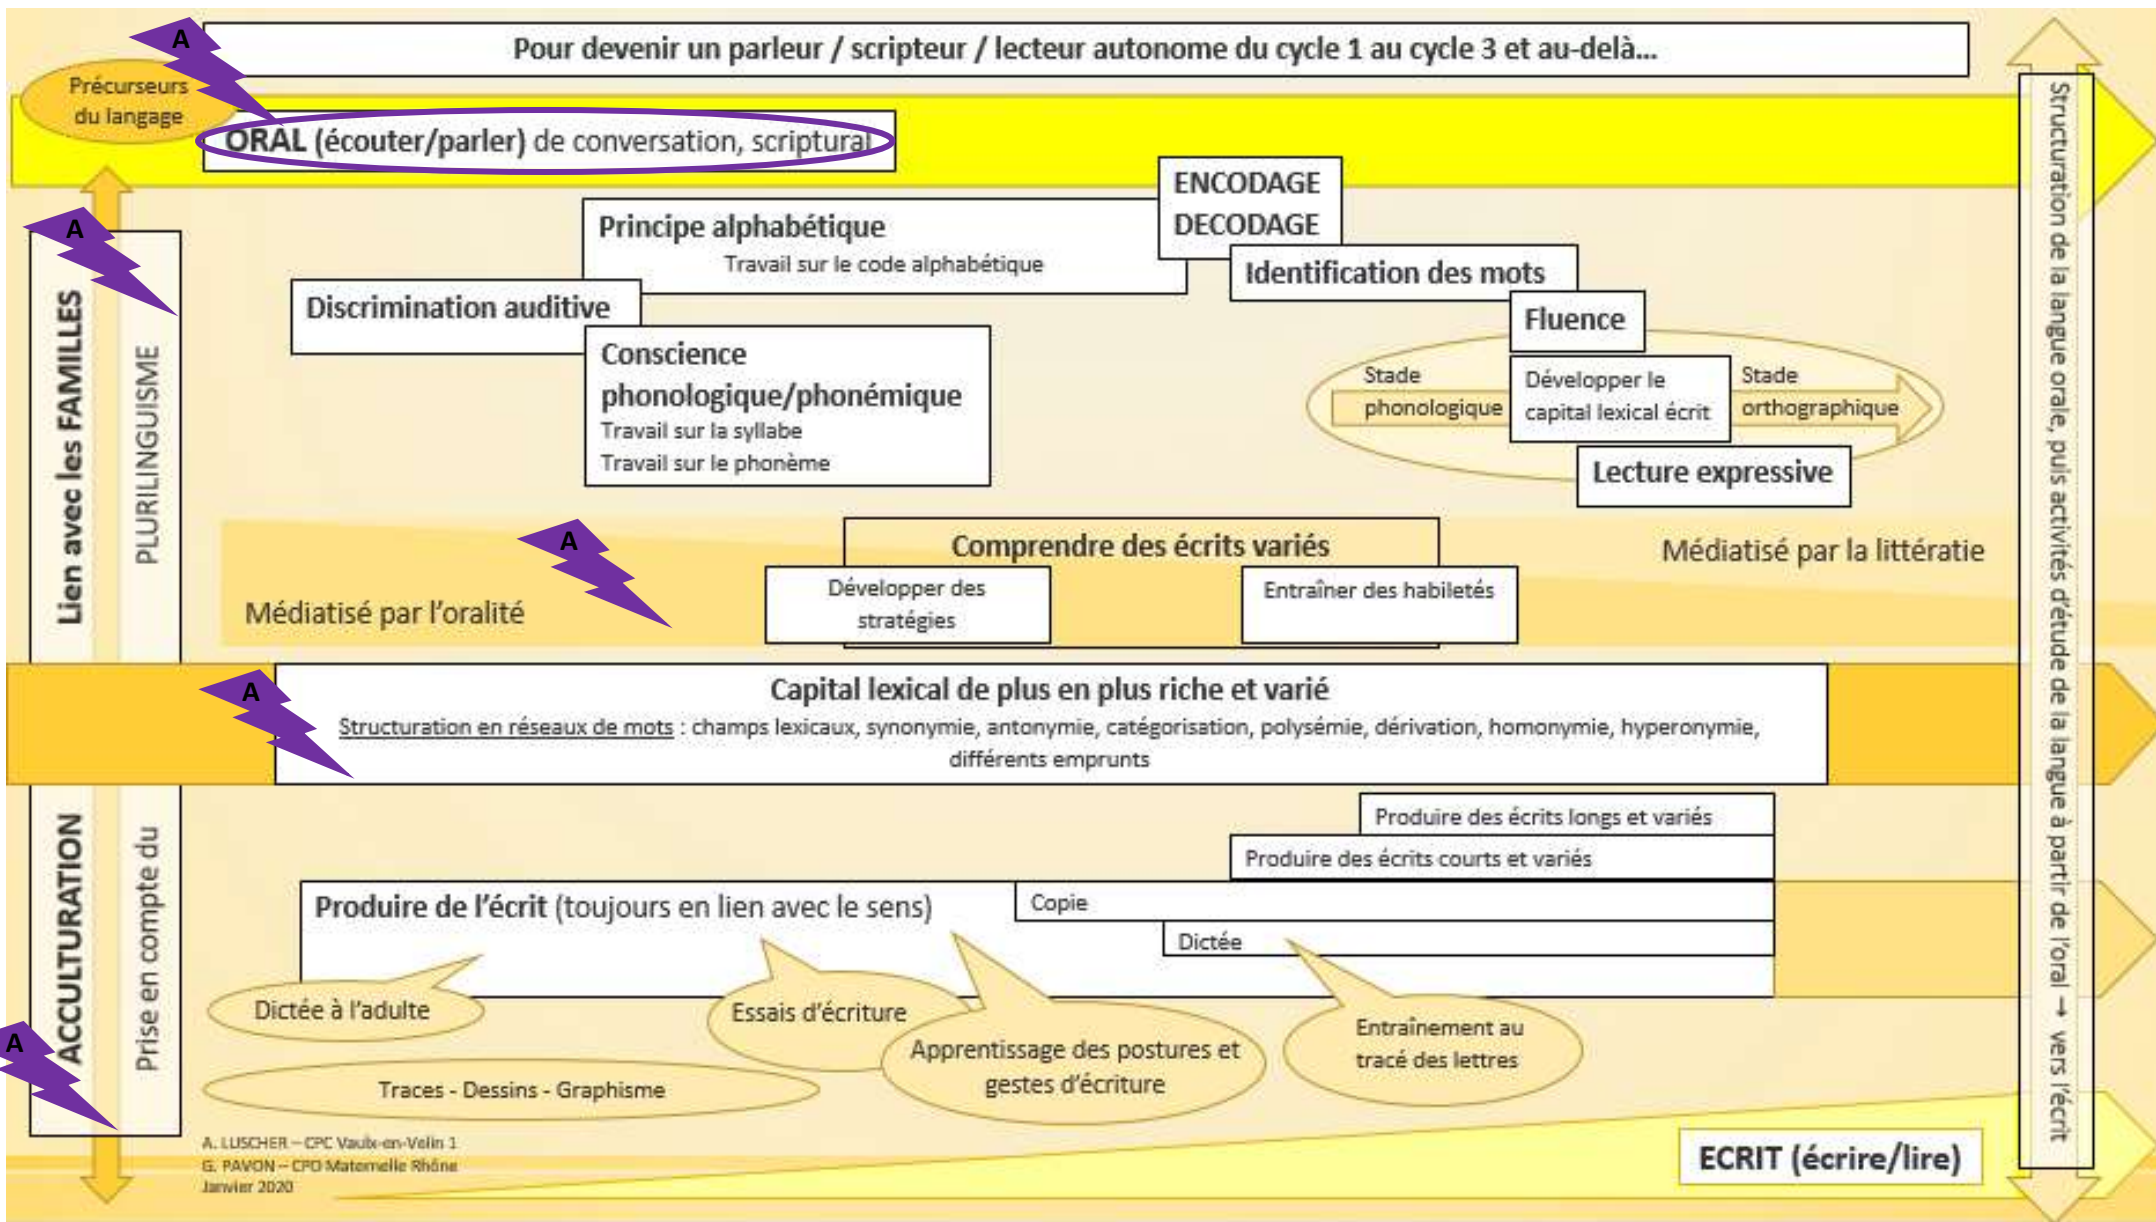 A
Pour devenir un parleur / scripteur / lecteur autonome du cycle 1 au cycle 3 et au-delà...
Précurseurs
du langage
ORAL (écouter/parler) de conversation, scriptural
ENCODAGE
DECODAGE
Principe alphabétique
Travail sur le code alphabétique
Identification des mots
Discrimination auditive
Fluence
Conscience
phonologique/phonémique
Travail sur la syllabe
Travail sur le phonème
Stade
phonologique
Développer le
capital lexical écrit
Stade
orthographique
Lecture expressive
A
Lien avec les FAMILLES
PLURILINGUISME
A
Comprendre des écrits variés
Médiatisé par la littératie
Développer des
stratégies
Entraîner des habiletés
Médiatisé par l'oralité
A
Capital lexical de plus en plus riche et varié
Structuration en réseaux de mots : champs lexicaux, synonymie, antonymie, catégorisation, polysémie, dérivation, homonymie, hyperonymie,
différents emprunts
Produire des écrits longs et variés
Produire des écrits courts et variés
Produire de l'écrit (toujours en lien avec le sens)
Copie
Dictée
ACCULTURATION
Prise en compte du
A
Dictée à l'adulte
Essais d'écriture
Apprentissage des postures et
gestes d'écriture
Entraînement au
tracé des lettres
Traces - Dessins - Graphisme
A. LUSCHER – CPC Vaulx-en-Velin 1
G. PAVON – CPD Maternelle Rhône
Janvier 2020
ECRIT (écrire/lire)
Structuration de la langue orale, puis activités d'étude de la langue à partir de l'oral → vers l'écrit